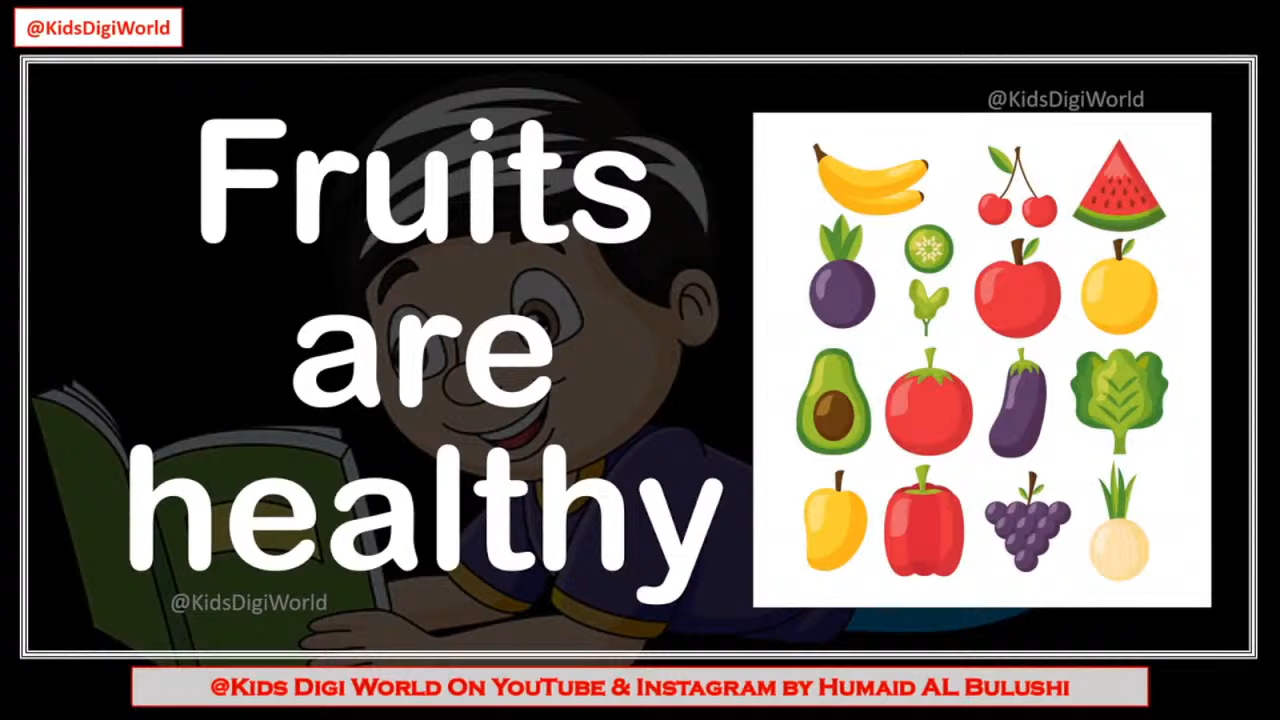 @KidsDigiWorld
@KidsDigiWorld
Fruits
are
healthy
@KidsDigiWorld
@Kids Digi World On YouTube & Instagram by Humaid AL Bulushi